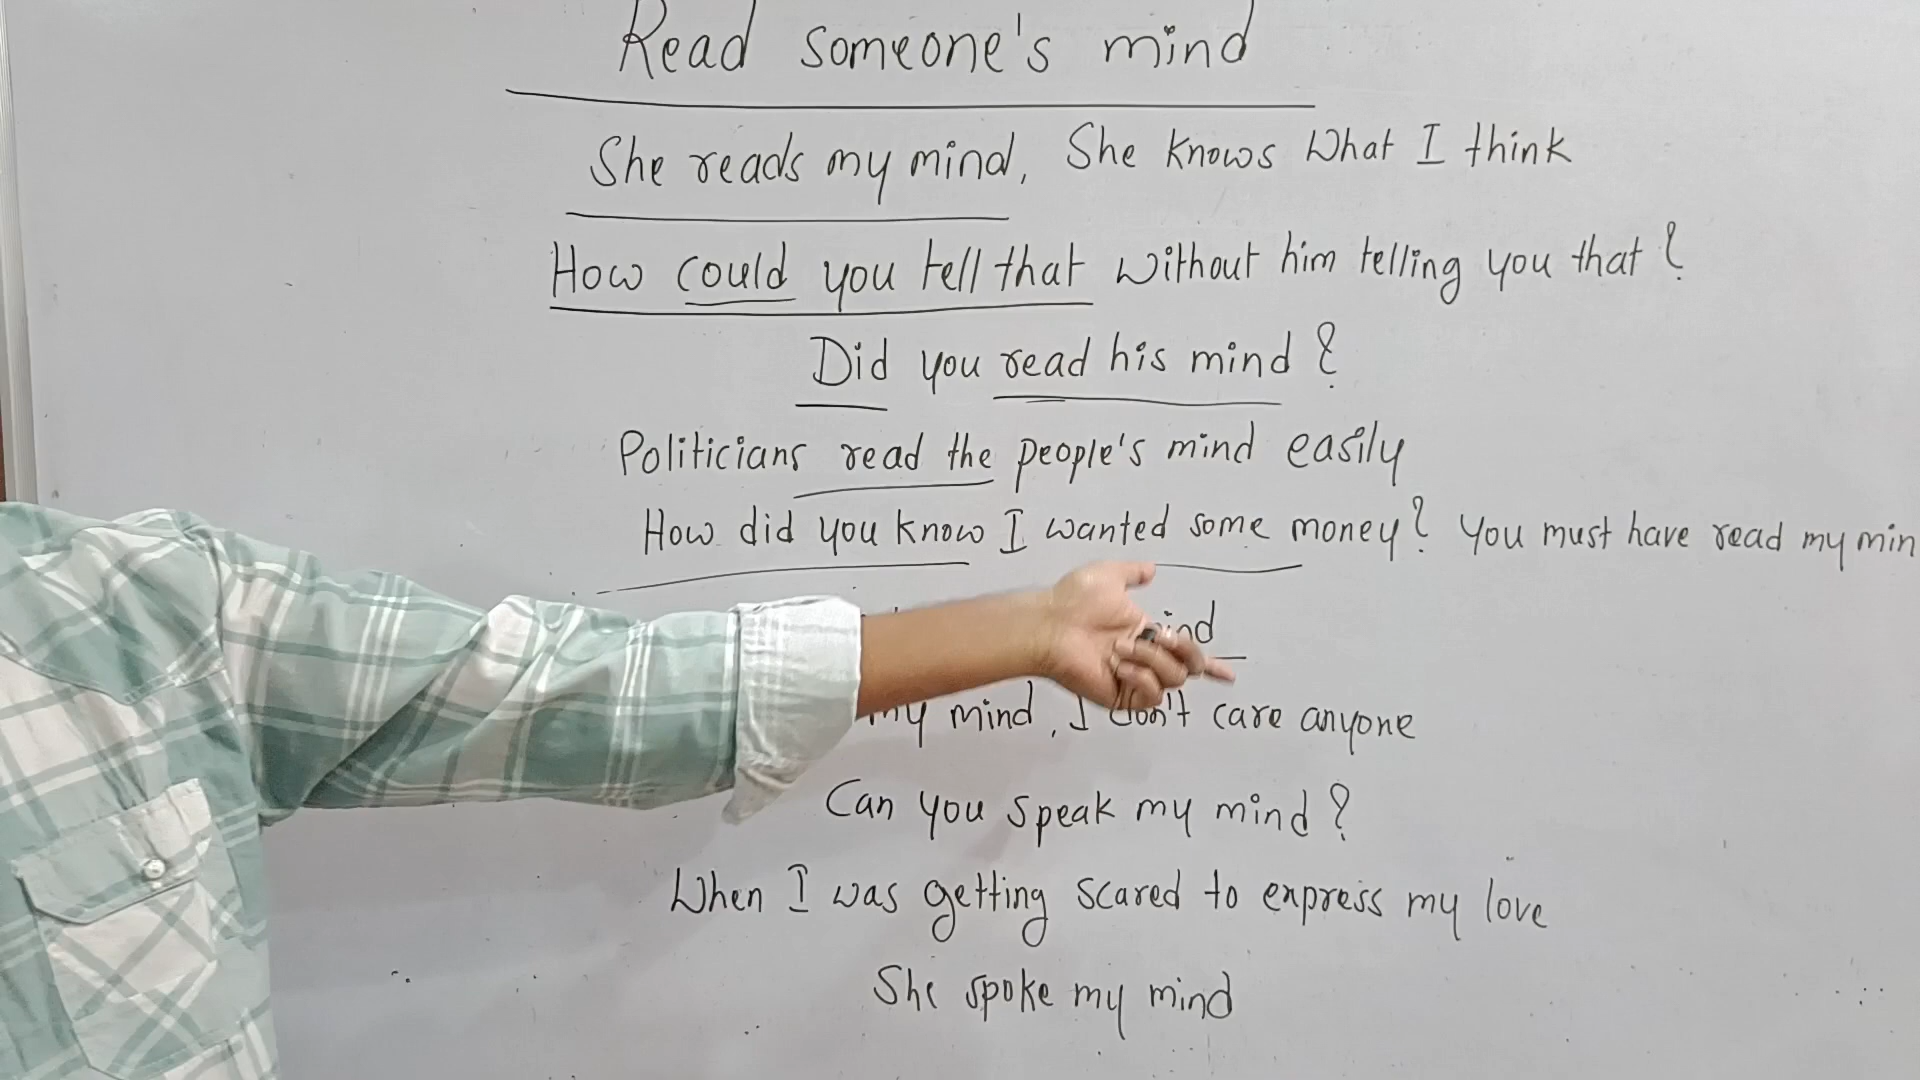 Read someone's mind
She reads my mind, She knows what I think
How could you tell that without him telling you that?
Did you read his mind?
Politicians read the people's mind easily
How did you know I wanted some money? You must have read my min
my mind, I don't care anyone
Can you speak my mind?
When I was getting scared to express my love
She spoke my mind